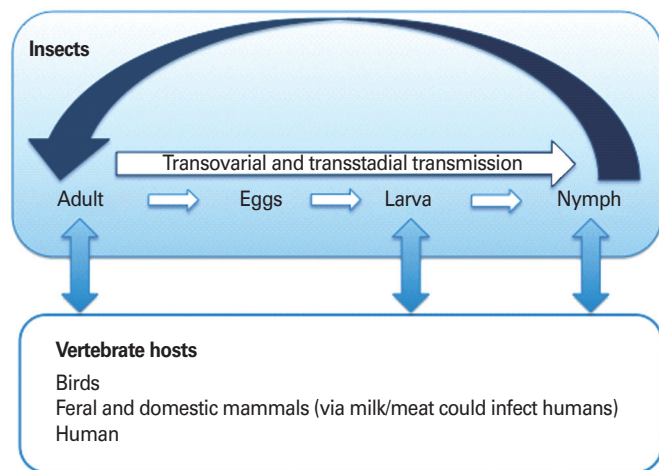 Insects
Transovarial and transstadial transmission
Adult Eggs Larva Nymph
Vertebrate hosts
Birds
Feral and domestic mammals (via milk/meat could infect humans)
Human